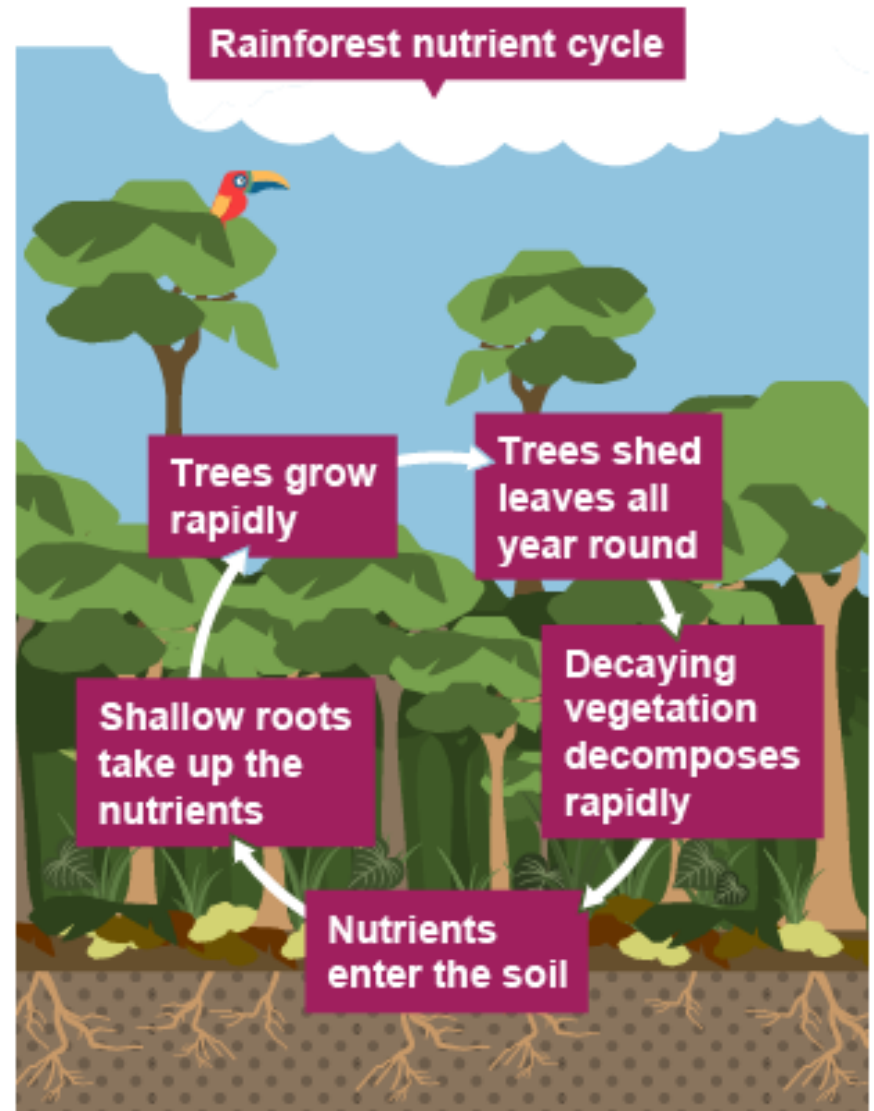 Rainforest nutrient cycle
Trees grow
rapidly
Trees shed
leaves all
year round
Decaying
vegetation
decomposes
rapidly
Nutrients
enter the soil
Shallow roots
take up the
nutrients